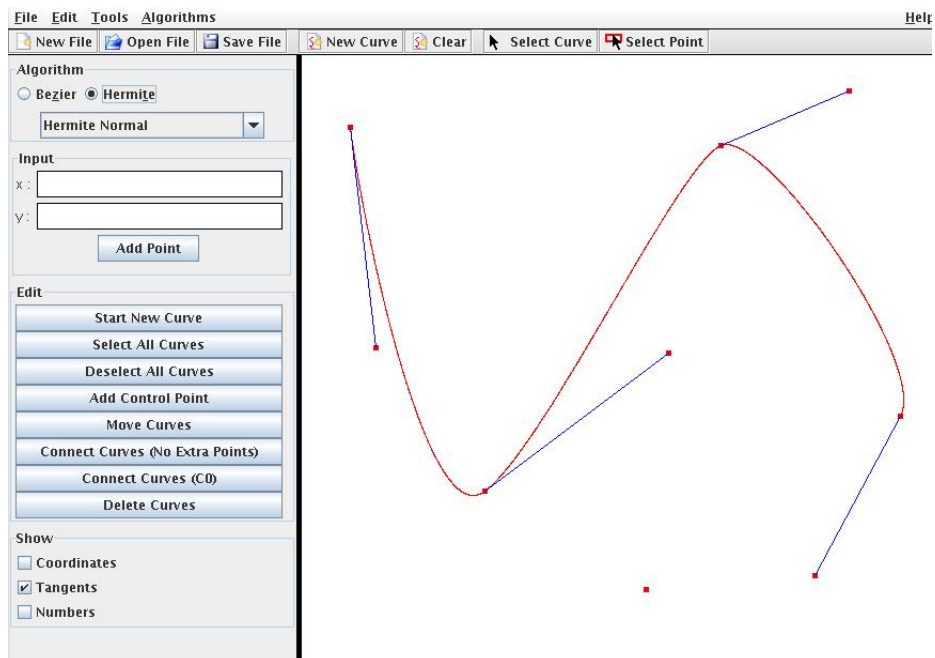 File Edit Tools Algorithms Help
New File Open File Save File New Curve Clear Select Curve Select Point
Algorithm
Bezier Hermite
Hermite Normal
Input
x :
y :
Add Point
Edit
Start New Curve
Select All Curves
Deselect All Curves
Add Control Point
Move Curves
Connect Curves (No Extra Points)
Connect Curves (C0)
Delete Curves
Show
Coordinates
Tangents
Numbers